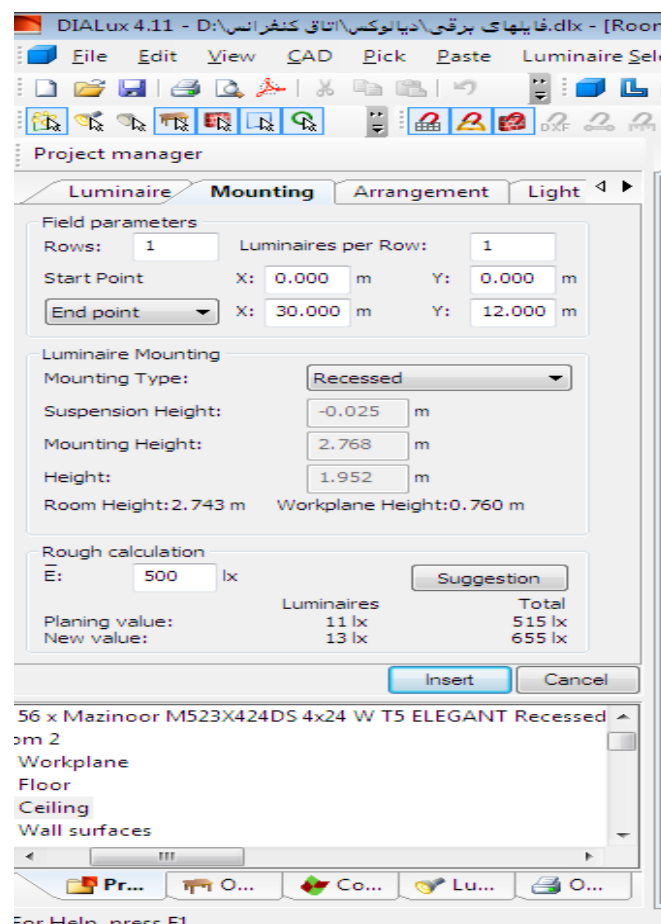 DIALux 4.11 - D:\فایلهای برقی\دیالوکس\اتاق کنفرانس.dlx - [Roon
File Edit View CAD Pick Paste Luminaire Sele
DXF
Project manager
Luminaire Mounting Arrangement Light
Field parameters
Rows: 1 Luminaires per Row: 1
Start Point X: 0.000 m Y: 0.000 m
End point X: 30.000 m Y: 12.000 m
Luminaire Mounting
Mounting Type: Recessed
Suspension Height: -0.025 m
Mounting Height: 2.768 m
Height: 1.952 m
Room Height:2.743 m Workplane Height:0.760 m
Rough calculation
E: 500 lx Suggestion
Luminaires Total
Planing value: 11 lx 515 lx
New value: 13 lx 655 lx
Insert Cancel
56 x Mazinoor M523X424DS 4x24 W T5 ELEGANT Recessed
om 2
Workplane
Floor
Ceiling
Wall surfaces
Pr... O... Co... Lu... O...
For Help, press F1